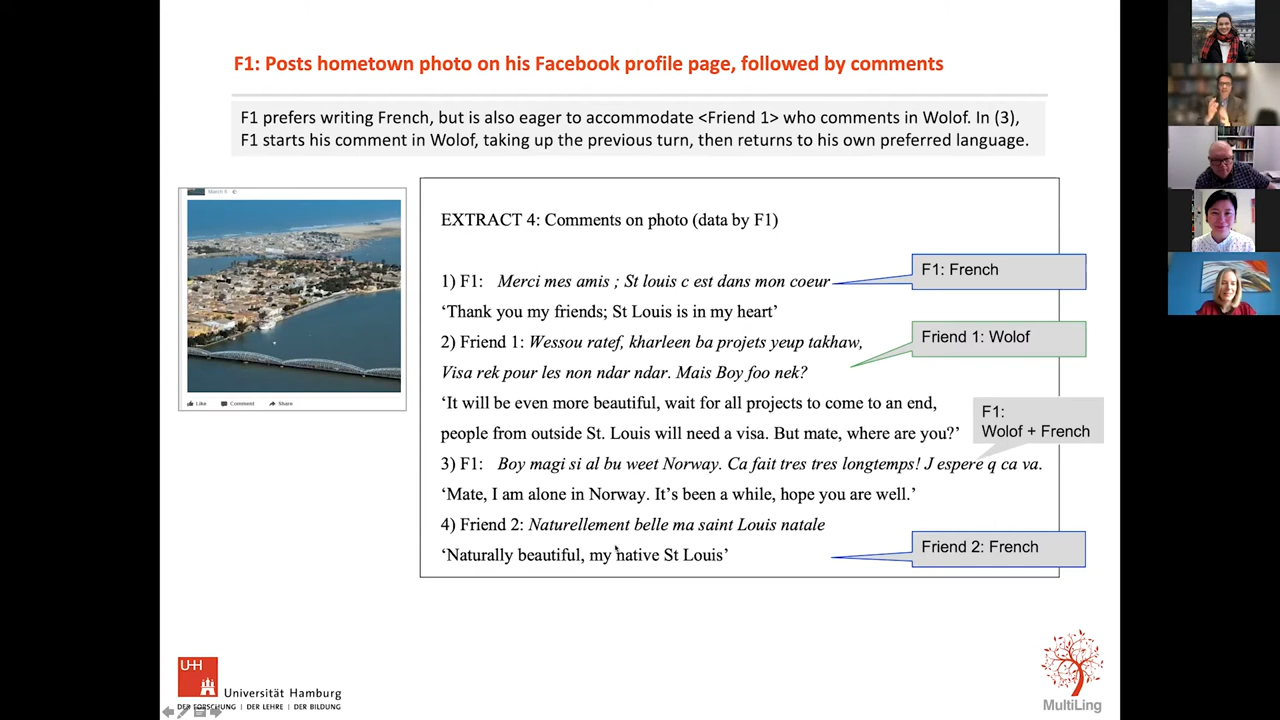 F1: Posts hometown photo on his Facebook profile page, followed by comments
F1 prefers writing French, but is also eager to accommodate <Friend 1> who comments in Wolof. In (3),
F1 starts his comment in Wolof, taking up the previous turn, then returns to his own preferred language.
March 6
Like Comment Share
EXTRACT 4: Comments on photo (data by F1)
1) F1: Merci mes amis ; St louis c est dans mon coeur
F1: French
‘Thank you my friends; St Louis is in my heart’
2) Friend 1: Wessou ratef, kharleen ba projets yeup takhaw,
Friend 1: Wolof
Visa rek pour les non ndar ndar. Mais Boy foo nek?
‘It will be even more beautiful, wait for all projects to come to an end,
people from outside St. Louis will need a visa. But mate, where are you?’
F1:
Wolof + French
3) F1: Boy magi si al bu weet Norway. Ca fait tres tres longtemps! J espere q ca va.
‘Mate, I am alone in Norway. It’s been a while, hope you are well.’
4) Friend 2: Naturellement belle ma saint Louis natale
Friend 2: French
‘Naturally beautiful, my native St Louis’
UH
Universität Hamburg
DER FORSCHUNG | DER LEHRE | DER BILDUNG
MultiLing